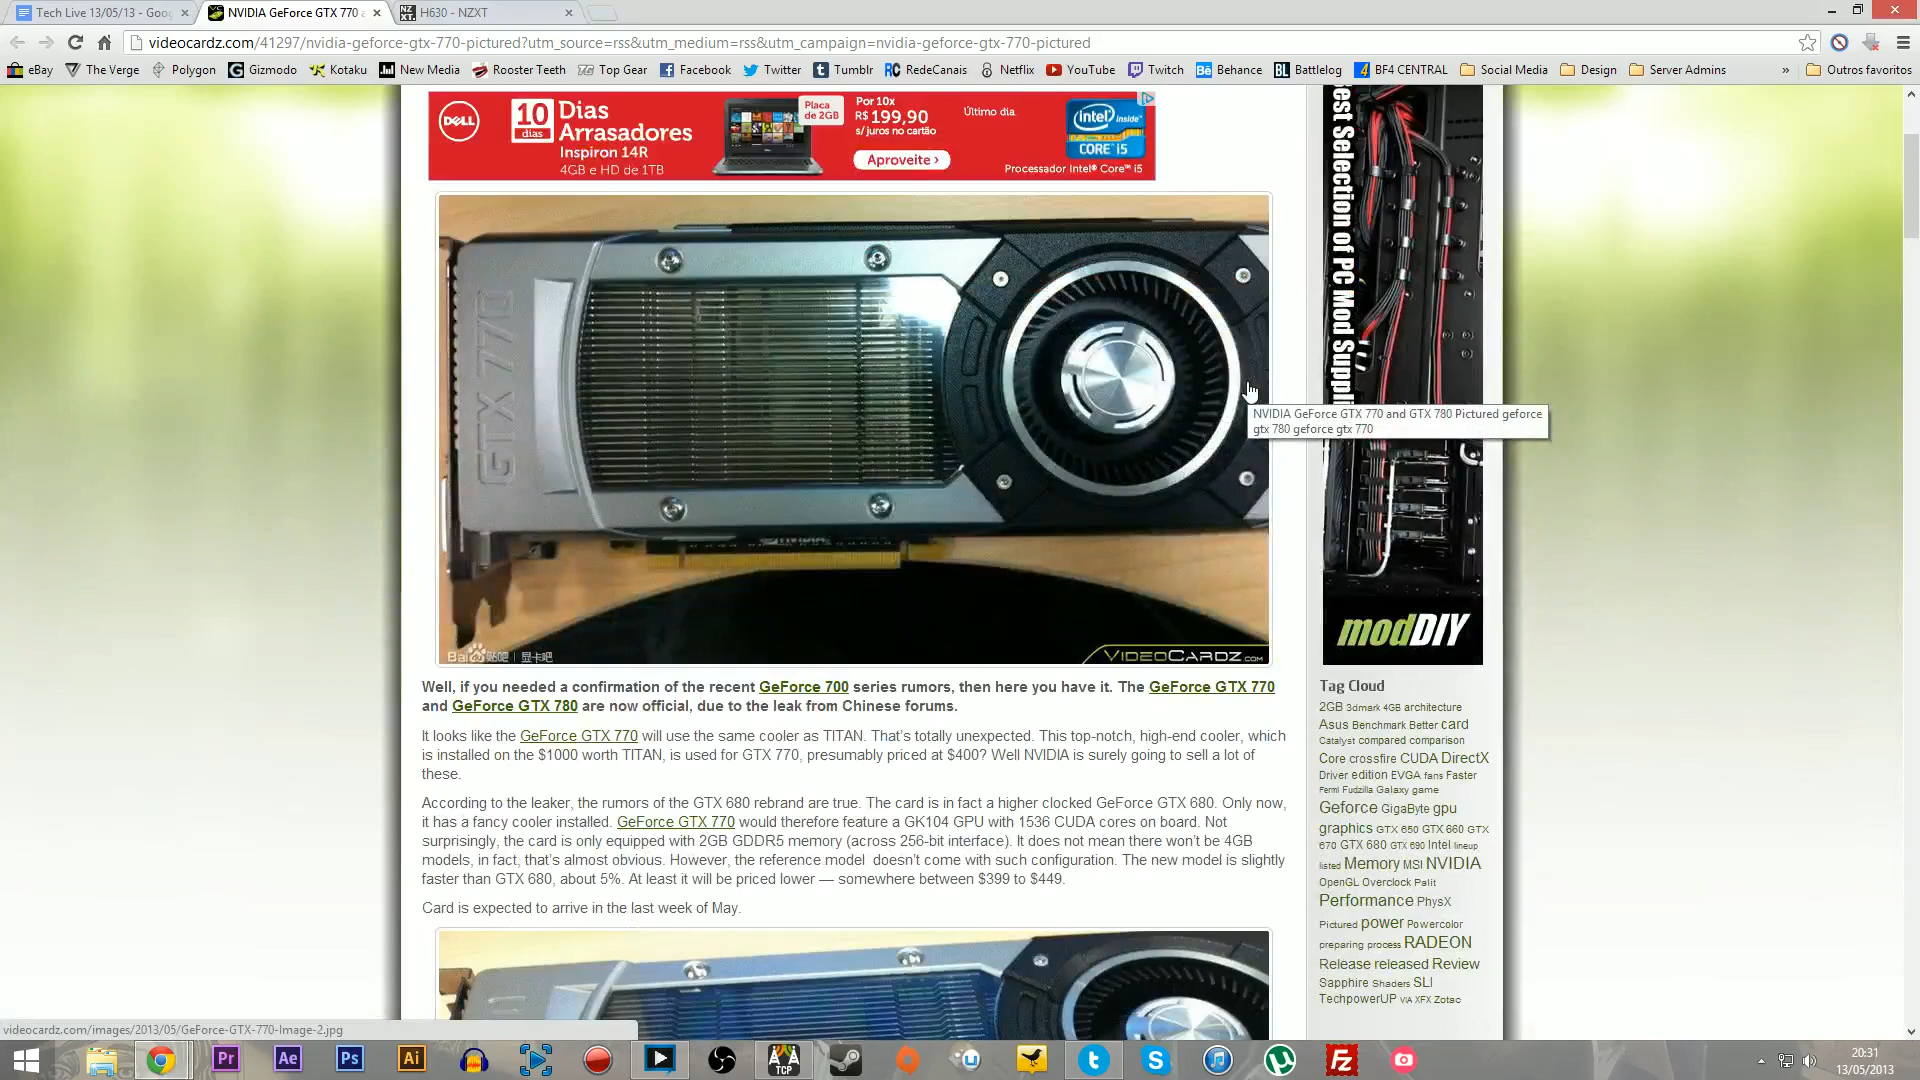 Tech Live 13/05/13 - Goo
NVIDIA GeForce GTX 770 a
H630 - NZXT
videocardz.com/41297/nvidia-geforce-gtx-770-pictured?utm_source=rss&utm_medium=rss&utm_campaign=nvidia-geforce-gtx-770-pictured
eBay The Verge Polygon Gizmodo Kotaku New Media Rooster Teeth Top Gear Facebook Twitter Tumblr RedeCanais Netflix YouTube Twitch Behance Battlelog BF4 CENTRAL Social Media Design Server Admins » Outros favoritos
DELL
10 dias
Dias
Arrasadores
Inspiron 14R
4GB e HD de 1TB
Placa
de 2GB
Por 10x
R$ 199,90
s/ juros no cartão
Aproveite ›
Último dia.
intel inside
CORE i5
Processador Intel® Core™ i5
GTX 770
NVIDIA
VIDEOCARDZ.COM
Best Selection of PC Mod Suppli
NVIDIA GeForce GTX 770 and GTX 780 Pictured geforce
gtx 780 geforce gtx 770
modDIY
Well, if you needed a confirmation of the recent GeForce 700 series rumors, then here you have it. The GeForce GTX 770
and GeForce GTX 780 are now official, due to the leak from Chinese forums.
It looks like the GeForce GTX 770 will use the same cooler as TITAN. That's totally unexpected. This top-notch, high-end cooler, which
is installed on the $1000 worth TITAN, is used for GTX 770, presumably priced at $400? Well NVIDIA is surely going to sell a lot of
these.
According to the leaker, the rumors of the GTX 680 rebrand are true. The card is in fact a higher clocked GeForce GTX 680. Only now,
it has a fancy cooler installed. GeForce GTX 770 would therefore feature a GK104 GPU with 1536 CUDA cores on board. Not
surprisingly, the card is only equipped with 2GB GDDR5 memory (across 256-bit interface). It does not mean there won't be 4GB
models, in fact, that's almost obvious. However, the reference model doesn't come with such configuration. The new model is slightly
faster than GTX 680, about 5%. At least it will be priced lower — somewhere between $399 to $449.
Card is expected to arrive in the last week of May.
Tag Cloud
2GB 3dmark 4GB architecture
Asus Benchmark Better card
Catalyst compared comparison
Core crossfire CUDA DirectX
Driver edition EVGA fans Faster
Fermi Fudzilla Galaxy game
Geforce GigaByte gpu
graphics GTX 650 GTX 660 GTX
670 GTX 680 GTX 690 Intel lineup
listed Memory MSI NVIDIA
OpenGL Overclock Palit
Performance PhysX
Pictured power Powercolor
preparing process RADEON
Release released Review
Sapphire Shaders SLI
TechpowerUP VIA XFX Zotac
videocardz.com/images/2013/05/GeForce-GTX-770-Image-2.jpg
Pr Ae Ps Ai TCP
20:31
13/05/2013